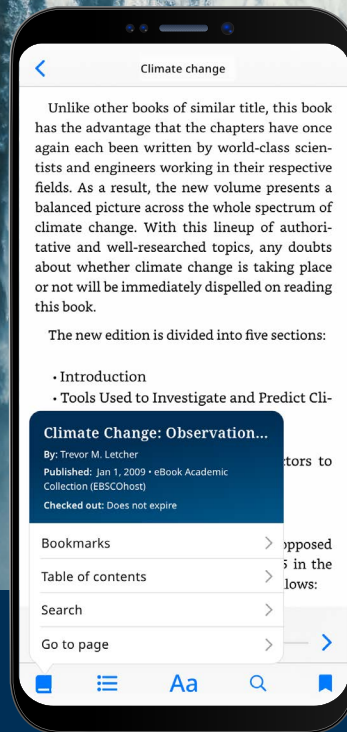 Climate change
Unlike other books of similar title, this book
has the advantage that the chapters have once
again each been written by world-class scien-
tists and engineers working in their respective
fields. As a result, the new volume presents a
balanced picture across the whole spectrum of
climate change. With this lineup of authori-
tative and well-researched topics, any doubts
about whether climate change is taking place
or not will be immediately dispelled on reading
this book.
The new edition is divided into five sections:
• Introduction
• Tools Used to Investigate and Predict Cli-
Climate Change: Observation...
By: Trevor M. Letcher
Published: Jan 1, 2009 • eBook Academic
Collection (EBSCOhost)
Checked out: Does not expire
to
Bookmarks
Table of contents
in the
Search
Go to page
Aa